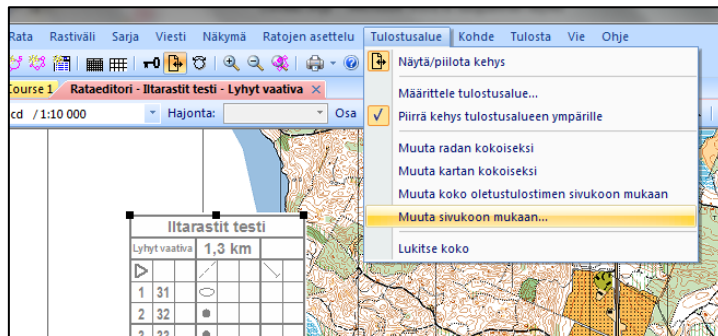 Rata Rastiväli Sarja Viesti Näkymä Ratojen asettelu Tulostusalue Kohde Tulosta Vie Ohje
Course 1 Rataeditori - Iltarastit testi - Lyhyt vaativa
cd / 1:10 000 Hajonta: Osa
Näytä/piilota kehys
Määrittele tulostusalue...
Piirrä kehys tulostusalueen ympärille
Muuta radan kokoiseksi
Muuta kartan kokoiseksi
Muuta koko oletustulostimen sivukoon mukaan
Muuta sivukoon mukaan...
Lukitse koko
Iltarastit testi
Lyhyt vaativa 1,3 km
1 31
2 32
3 33